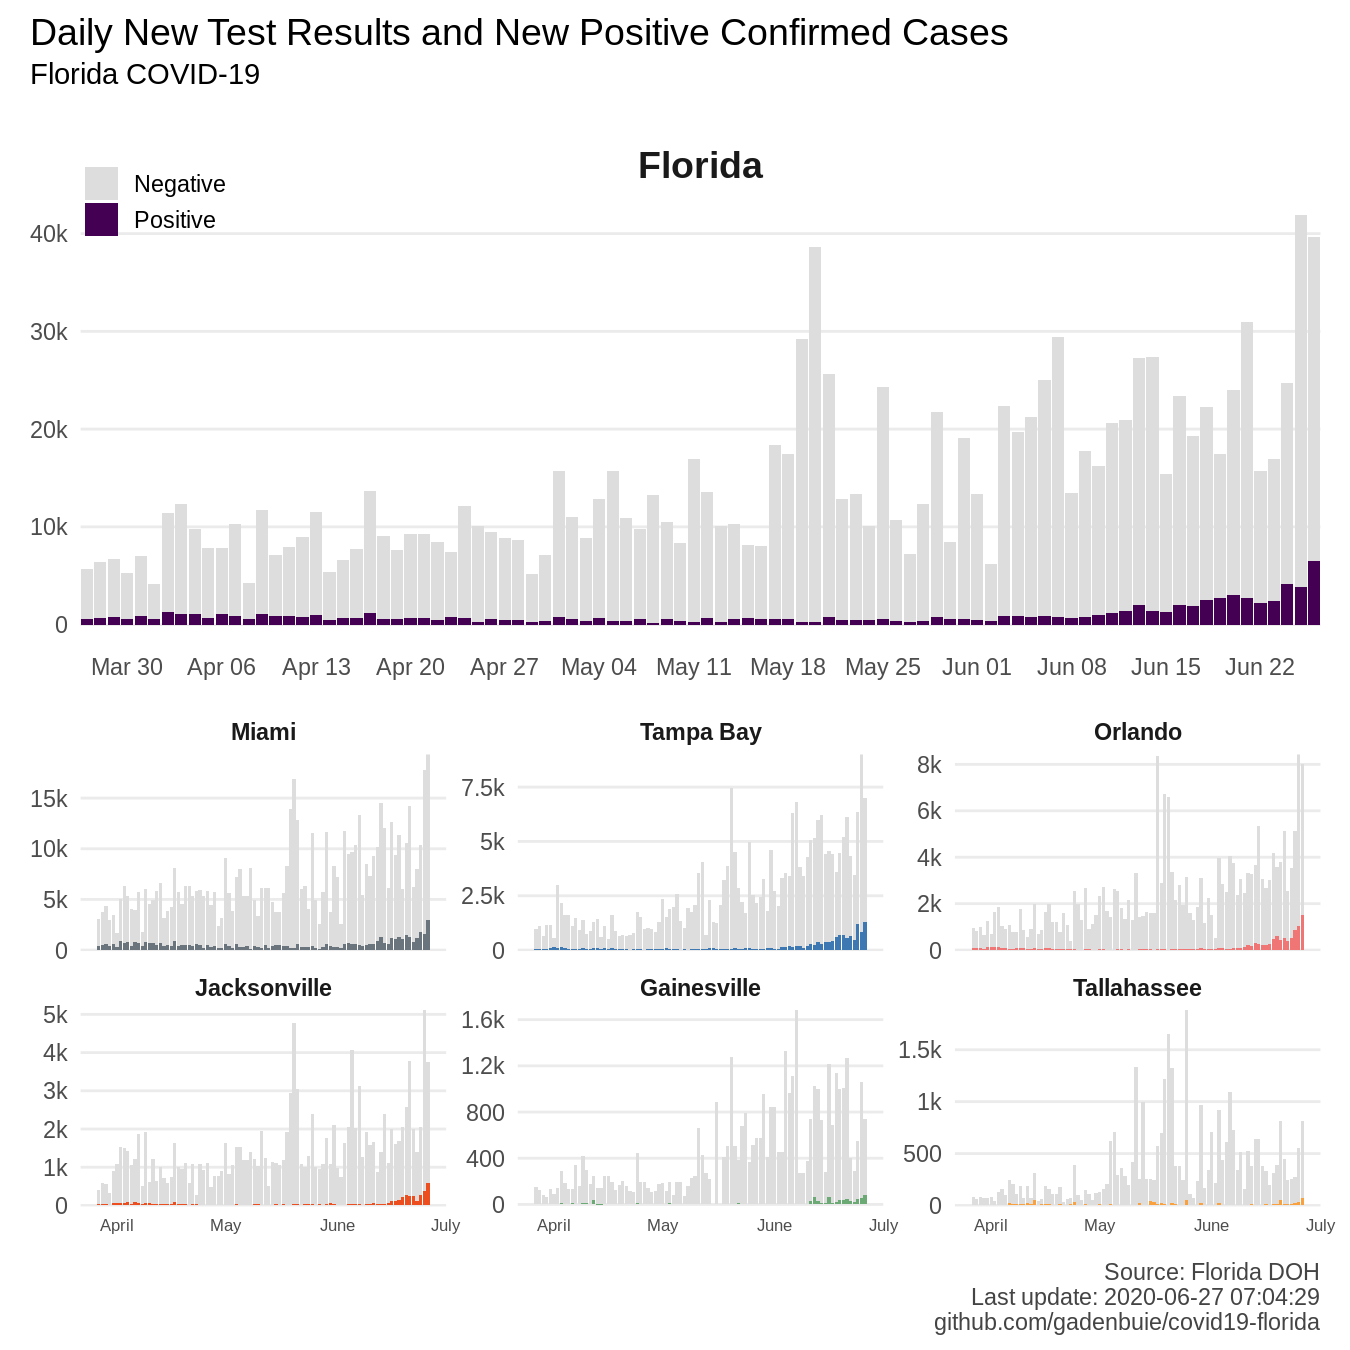 Daily New Test Results and New Positive Confirmed Cases
Florida COVID-19
Florida
Negative
Positive
40k
30k
20k
10k
0
Mar 30 Apr 06 Apr 13 Apr 20 Apr 27 May 04 May 11 May 18 May 25 Jun 01 Jun 08 Jun 15 Jun 22
Miami Tampa Bay Orlando
15k
10k
5k
0
7.5k
5k
2.5k
0
8k
6k
4k
2k
0
Jacksonville Gainesville Tallahassee
5k
4k
3k
2k
1k
0
April May June July
1.6k
1.2k
800
400
0
April May June July
1.5k
1k
500
0
April May June July
Source: Florida DOH
Last update: 2020-06-27 07:04:29
github.com/gadenbuie/covid19-florida